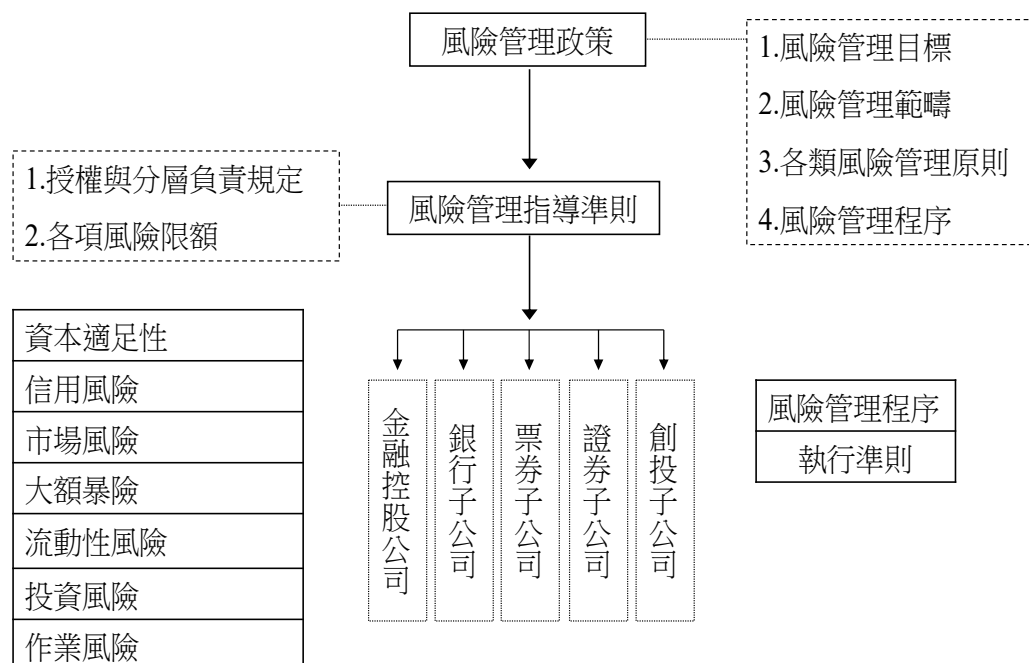 風險管理政策
1.風險管理目標
2.風險管理範疇
3.各類風險管理原則
4.風險管理程序
1.授權與分層負責規定
2.各項風險限額
風險管理指導準則
資本適足性
信用風險
市場風險
大額暴險
流動性風險
投資風險
作業風險
金融控股公司
銀行子公司
票券子公司
證券子公司
創投子公司
風險管理程序
執行準則